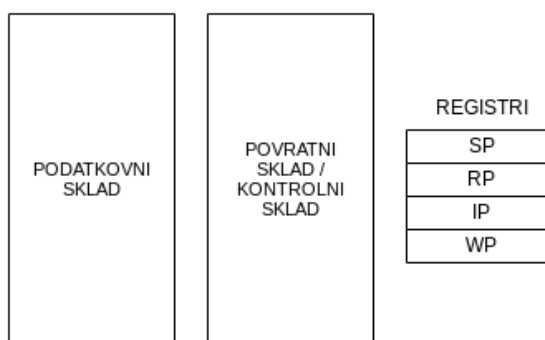 PODATKOVNI
SKLAD
POVRATNI
SKLAD /
KONTROLNI
SKLAD
REGISTRI
SP
RP
IP
WP